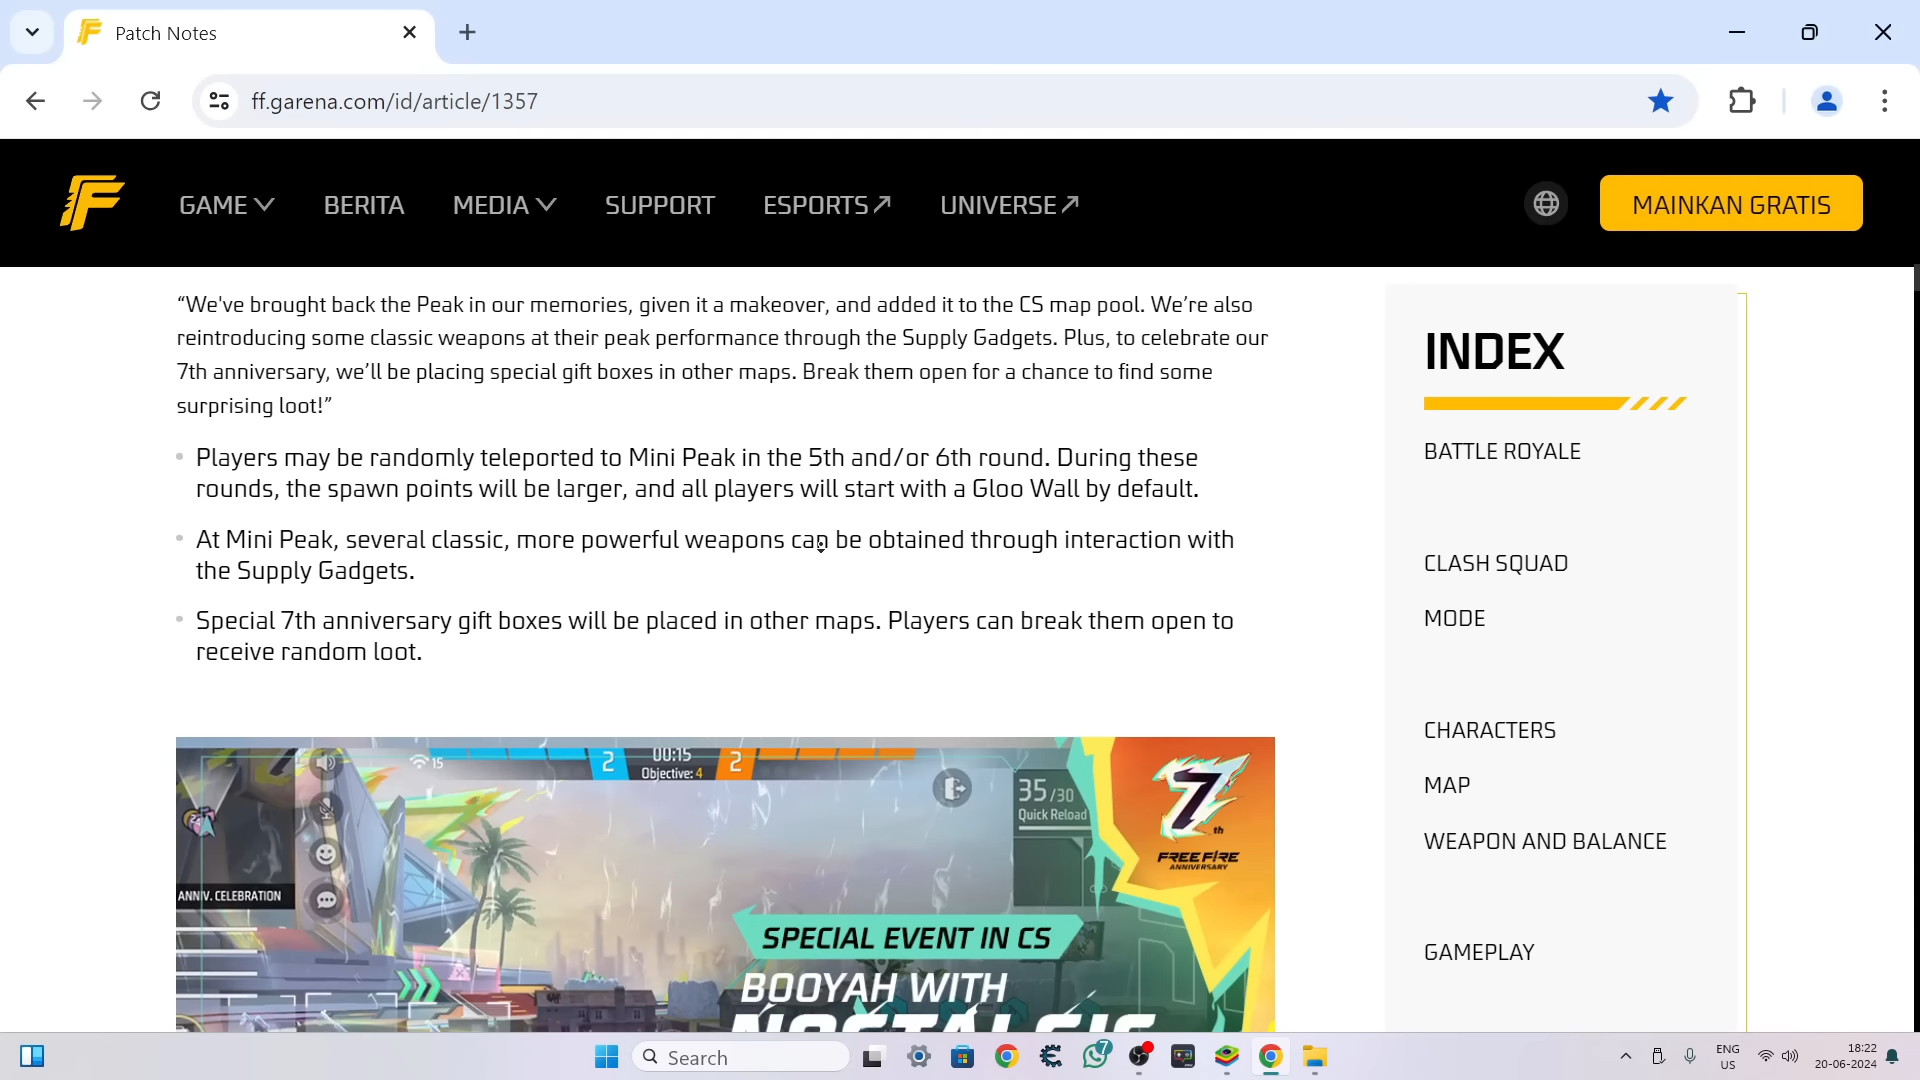 Patch Notes
ff.garena.com/id/article/1357
GAME
BERITA
MEDIA
SUPPORT
ESPORTS
UNIVERSE
MAINKAN GRATIS
“We've brought back the Peak in our memories, given it a makeover, and added it to the CS map pool. We’re also
reintroducing some classic weapons at their peak performance through the Supply Gadgets. Plus, to celebrate our
7th anniversary, we’ll be placing special gift boxes in other maps. Break them open for a chance to find some
surprising loot!”
Players may be randomly teleported to Mini Peak in the 5th and/or 6th round. During these
rounds, the spawn points will be larger, and all players will start with a Gloo Wall by default.
At Mini Peak, several classic, more powerful weapons can be obtained through interaction with
the Supply Gadgets.
Special 7th anniversary gift boxes will be placed in other maps. Players can break them open to
receive random loot.
INDEX
BATTLE ROYALE
CLASH SQUAD
MODE
CHARACTERS
MAP
WEAPON AND BALANCE
GAMEPLAY
15
2
00:15
2
Objective: 4
35/30
Quick Reload
7th
FREE FIRE
ANNIVERSARY
ANNIV. CELEBRATION
SPECIAL EVENT IN CS
BOOYAH WITH
NOSTALGIC
Search
7
ENG
US
18:22
20-06-2024